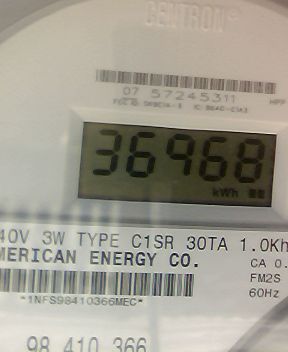 CENTRON®
07 57245311
36968
kWh
40V 3W TYPE C1SR 30TA 1.0Kh
MERICAN ENERGY CO.
CA 0.
FM2S
60Hz
*1NFS98410366MEC*
98 410 366